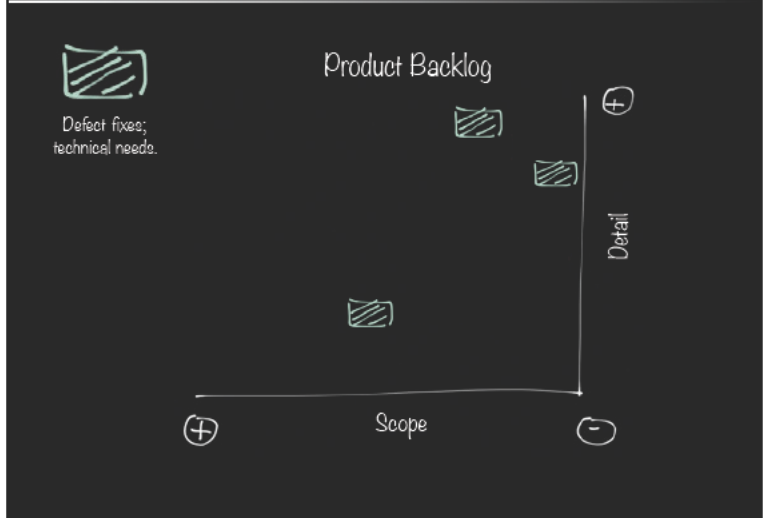 Product Backlog
Defect fixes;
technical needs.
+
Detail
Scope
+
-